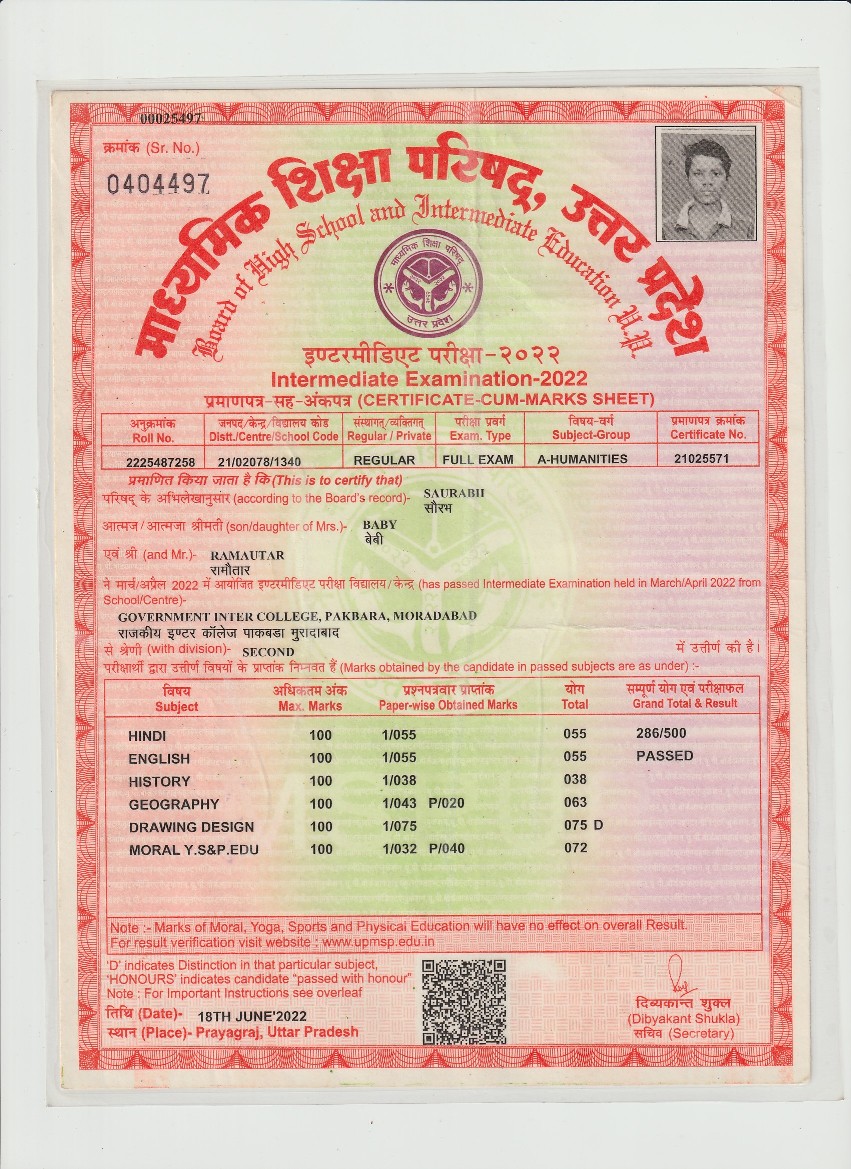 00025497
क्रमांक (Sr. No.)
0404497
माध्यमिक शिक्षा परिषद्, उत्तर प्रदेश
Board of High School and Intermediate Education U.P.
माध्यमिक शिक्षा परिषद्
उत्तर प्रदेश
इण्टरमीडिएट परीक्षा-२०२२
Intermediate Examination-2022
प्रमाणपत्र-सह-अंकपत्र (CERTIFICATE-CUM-MARKS SHEET)
अनुक्रमांक जनपद/केन्द्र/विद्यालय कोड संस्थागत/व्यक्तिगत परीक्षा प्रवर्ग विषय-वर्ग प्रमाणपत्र क्रमांक
Roll No. Distt./Centre/School Code Regular / Private Exam. Type Subject-Group Certificate No.
2225487258 21/02078/1340 REGULAR FULL EXAM A-HUMANITIES 21025571
प्रमाणित किया जाता है कि (This is to certify that)
परिषद् के अभिलेखानुसार (according to the Board's record)- SAURABH
सौरभ
आत्मज/आत्मजा श्रीमती (son/daughter of Mrs.)- BABY
बेबी
एवं श्री (and Mr.)- RAMAUTAR
रामौतार
ने मार्च/अप्रैल 2022 में आयोजित इण्टरमीडिएट परीक्षा विद्यालय/केन्द्र (has passed Intermediate Examination held in March/April 2022 from
School/Centre)-
GOVERNMENT INTER COLLEGE, PAKBARA, MORADABAD
राजकीय इण्टर कॉलेज पाकबडा मुरादाबाद
से श्रेणी (with division)- SECOND में उत्तीर्ण की है।
परीक्षार्थी द्वारा उत्तीर्ण विषयों के प्राप्तांक निम्नवत हैं (Marks obtained by the candidate in passed subjects are as under) :-
विषय अधिकतम अंक प्रश्नपत्रवार प्राप्तांक योग सम्पूर्ण योग एवं परीक्षाफल
Subject Max. Marks Paper-wise Obtained Marks Total Grand Total & Result
HINDI 100 1/055 055 286/500
ENGLISH 100 1/055 055 PASSED
HISTORY 100 1/038 038
GEOGRAPHY 100 1/043 P/020 063
DRAWING DESIGN 100 1/075 075 D
MORAL Y.S&P.EDU 100 1/032 P/040 072
Note :- Marks of Moral, Yoga, Sports and Physical Education will have no effect on overall Result.
For result verification visit website : www.upmsp.edu.in
'D' indicates Distinction in that particular subject,
'HONOURS' indicates candidate "passed with honour".
Note : For Important Instructions see overleaf
तिथि (Date)- 18TH JUNE'2022
स्थान (Place)- Prayagraj, Uttar Pradesh
दिव्यकान्त शुक्ल
(Dibyakant Shukla)
सचिव (Secretary)